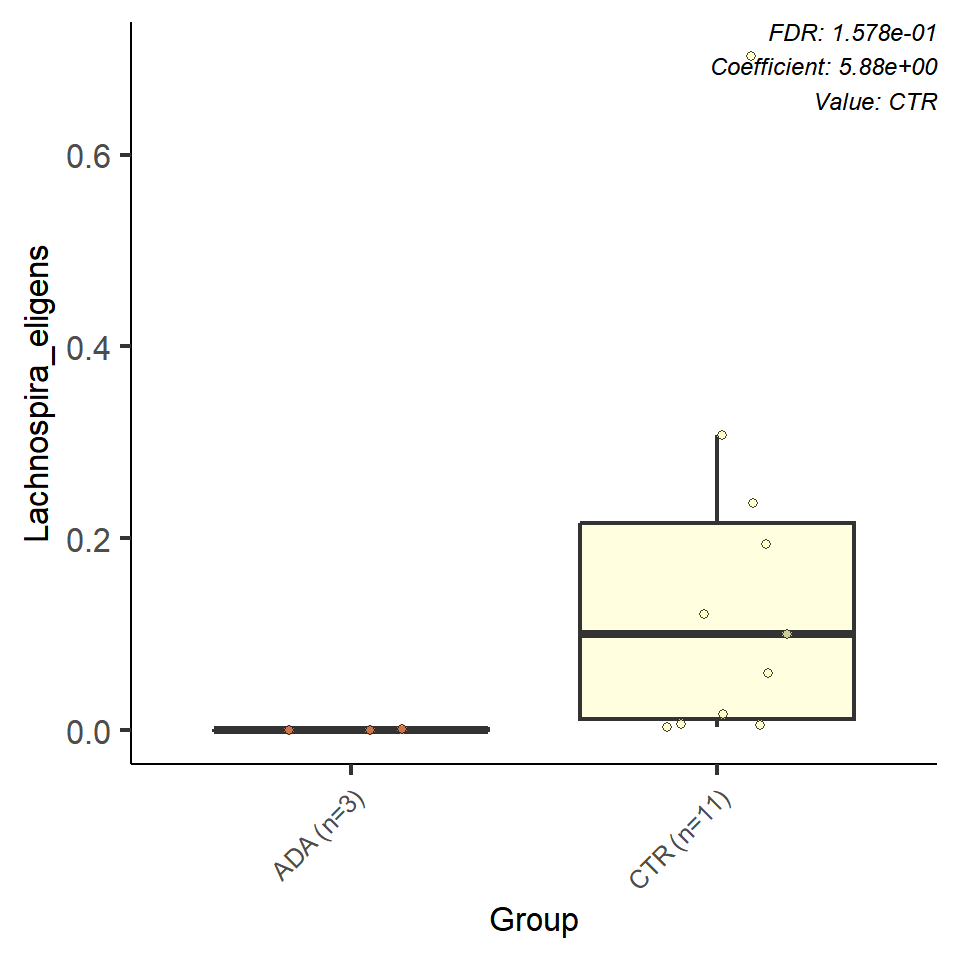 FDR: 1.578e-01
Coefficient: 5.88e+00
Value: CTR
0.6
0.4
0.2
0.0
Lachnospira_eligens
ADA (n=3)
CTR (n=11)
Group